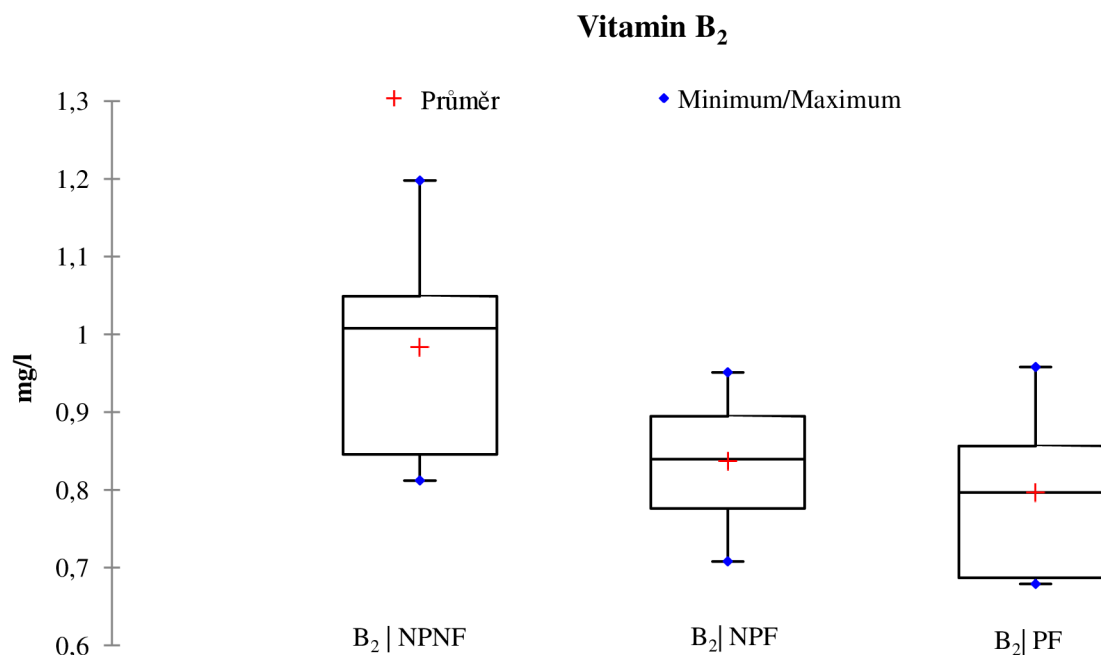 Vitamin B₂
Průměr
Minimum/Maximum
1,3
1,2
1,1
1
0,9
0,8
0,7
0,6
mg/l
B₂ | NPNF
B₂| NPF
B₂| PF